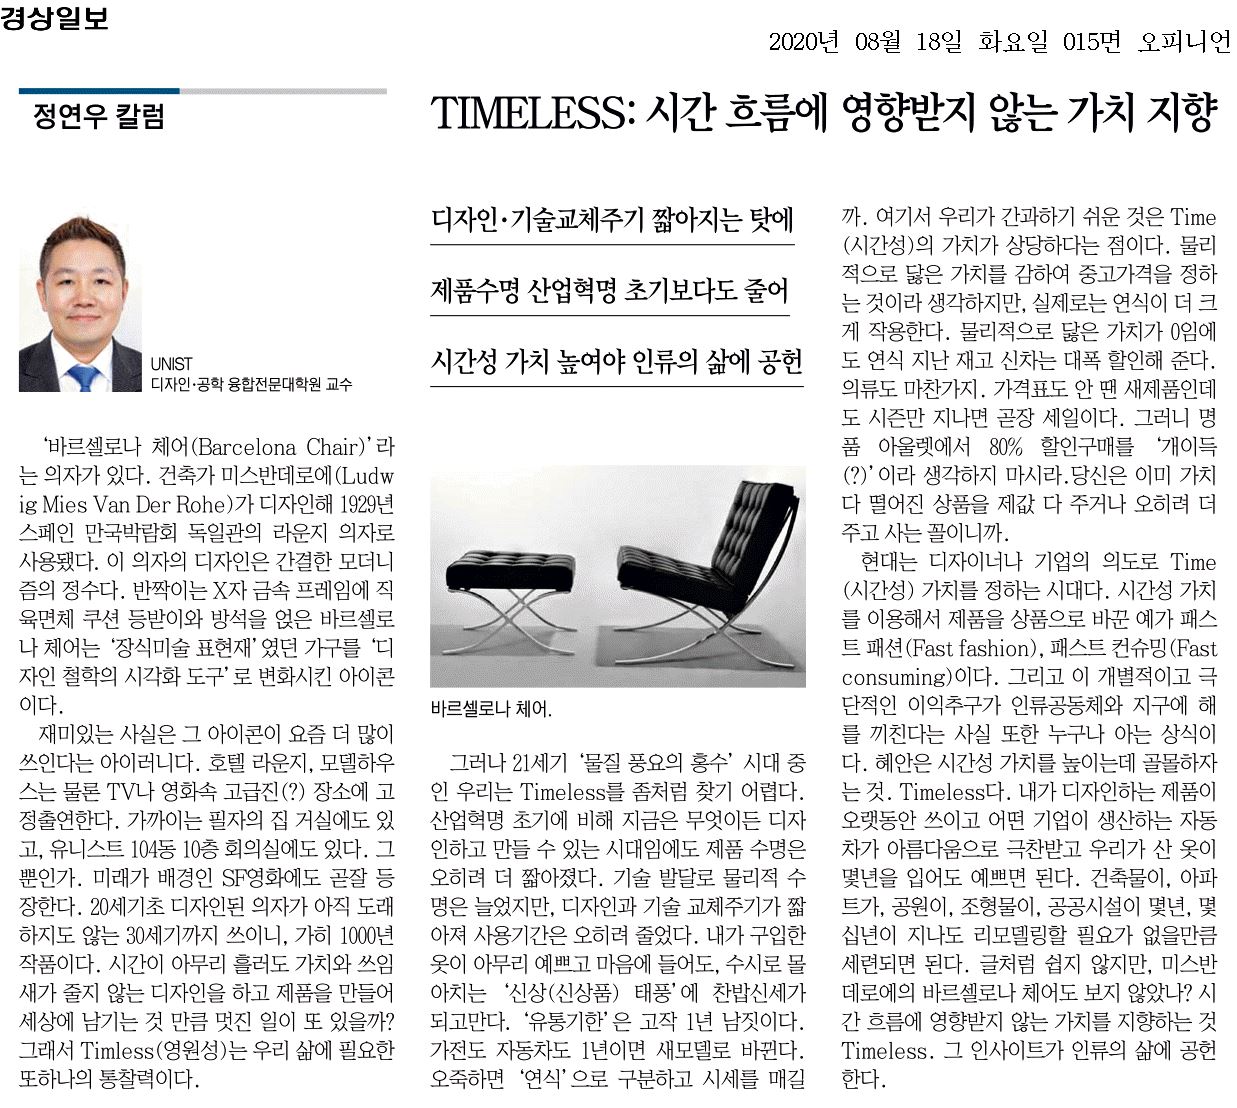 경상일보
2020년 08월 18일 화요일 015면 오피니언
정연우 칼럼
TIMELESS: 시간 흐름에 영향받지 않는 가치 지향
UNIST
디자인·공학 융합전문대학원 교수
디자인·기술교체주기 짧아지는 탓에
제품수명 산업혁명 초기보다도 줄어
시간성 가치 높여야 인류의 삶에 공헌
‘바르셀로나 체어(Barcelona Chair)’라
는 의자가 있다. 건축가 미스반데로에(Ludw
ig Mies Van Der Rohe)가 디자인해 1929년
스페인 만국박람회 독일관의 라운지 의자로
사용됐다. 이 의자의 디자인은 간결한 모더니
즘의 정수다. 반짝이는 X자 금속 프레임에 직
육면체 쿠션 등받이와 방석을 얹은 바르셀로
나 체어는 ‘장식미술 표현재’였던 가구를 ‘디
자인 철학의 시각화 도구’로 변화시킨 아이콘
이다.
재미있는 사실은 그 아이콘이 요즘 더 많이
쓰인다는 아이러니다. 호텔 라운지, 모델하우
스는 물론 TV나 영화속 고급진(?) 장소에 고
정출연한다. 가까이는 필자의 집 거실에도 있
고, 유니스트 104동 10층 회의실에도 있다. 그
뿐인가. 미래가 배경인 SF영화에도 곧잘 등
장한다. 20세기초 디자인된 의자가 아직 도래
하지도 않는 30세기까지 쓰이니, 가히 1000년
작품이다. 시간이 아무리 흘러도 가치와 쓰임
새가 줄지 않는 디자인을 하고 제품을 만들어
세상에 남기는 것 만큼 멋진 일이 또 있을까?
그래서 Timless(영원성)는 우리 삶에 필요한
또하나의 통찰력이다.
바르셀로나 체어.
그러나 21세기 ‘물질 풍요의 홍수’ 시대 중
인 우리는 Timeless를 좀처럼 찾기 어렵다.
산업혁명 초기에 비해 지금은 무엇이든 디자
인하고 만들 수 있는 시대임에도 제품 수명은
오히려 더 짧아졌다. 기술 발달로 물리적 수
명은 늘었지만, 디자인과 기술 교체주기가 짧
아져 사용기간은 오히려 줄었다. 내가 구입한
옷이 아무리 예쁘고 마음에 들어도, 수시로 몰
아치는 ‘신상(신상품) 태풍’에 찬밥신세가
되고만다. ‘유통기한’은 고작 1년 남짓이다.
가전도 자동차도 1년이면 새모델로 바뀐다.
오죽하면 ‘연식’으로 구분하고 시세를 매길
까. 여기서 우리가 간과하기 쉬운 것은 Time
(시간성)의 가치가 상당하다는 점이다. 물리
적으로 닳은 가치를 감하여 중고가격을 정하
는 것이라 생각하지만, 실제로는 연식이 더 크
게 작용한다. 물리적으로 닳은 가치가 0임에
도 연식 지난 재고 신차는 대폭 할인해 준다.
의류도 마찬가지. 가격표도 안 땐 새제품인데
도 시즌만 지나면 곧장 세일이다. 그러니 명
품 아울렛에서 80% 할인구매를 ‘개이득
(?)’이라 생각하지 마시라.당신은 이미 가치
다 떨어진 상품을 제값 다 주거나 오히려 더
주고 사는 꼴이니까.
현대는 디자이너나 기업의 의도로 Time
(시간성) 가치를 정하는 시대다. 시간성 가치
를 이용해서 제품을 상품으로 바꾼 예가 패스
트 패션(Fast fashion), 패스트 컨슈밍(Fast
consuming)이다. 그리고 이 개별적이고 극
단적인 이익추구가 인류공동체와 지구에 해
를 끼친다는 사실 또한 누구나 아는 상식이
다. 혜안은 시간성 가치를 높이는데 골몰하자
는 것. Timeless다. 내가 디자인하는 제품이
오랫동안 쓰이고 어떤 기업이 생산하는 자동
차가 아름다움으로 극찬받고 우리가 산 옷이
몇년을 입어도 예쁘면 된다. 건축물이, 아파
트가, 공원이, 조형물이, 공공시설이 몇년, 몇
십년이 지나도 리모델링할 필요가 없을만큼
세련되면 된다. 글처럼 쉽지 않지만, 미스반
데로에의 바르셀로나 체어도 보지 않았나? 시
간 흐름에 영향받지 않는 가치를 지향하는 것
Timeless. 그 인사이트가 인류의 삶에 공헌
한다.